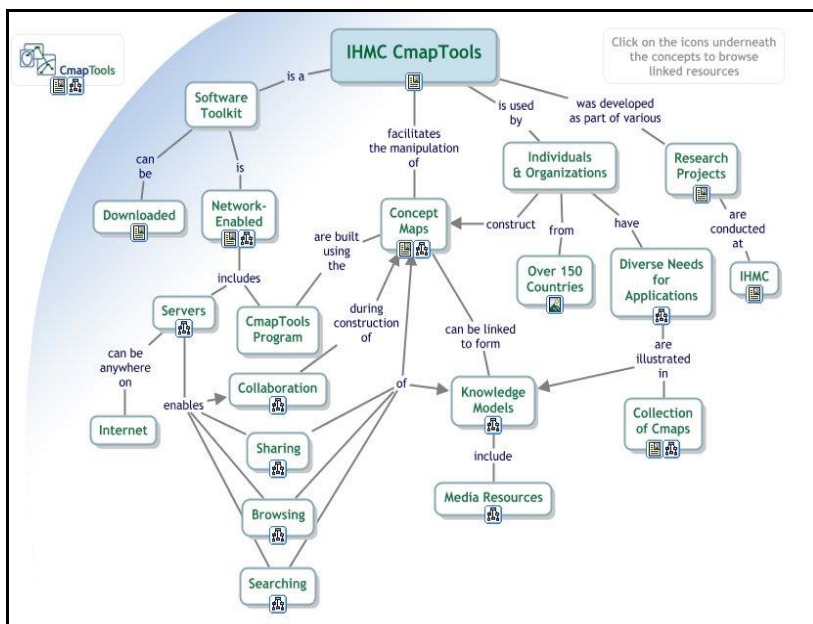 IHMC CmapTools
Click on the icons underneath
the concepts to browse
linked resources
CmapTools
is a
Software
Toolkit
facilitates
the manipulation
of
is used
by
was developed
as part of various
can
be
is
Individuals
& Organizations
Research
Projects
Downloaded
Network-
Enabled
Concept
Maps
are built
using
the
construct
from
have
are
conducted
at
includes
Over 150
Countries
Diverse Needs
for
Applications
IHMC
Servers
CmapTools
Program
during
construction
of
can be linked
to form
can be
anywhere
on
are
illustrated
in
enables
Collaboration
of
Knowledge
Models
Collection
of Cmaps
Internet
Sharing
include
Media Resources
Browsing
Searching